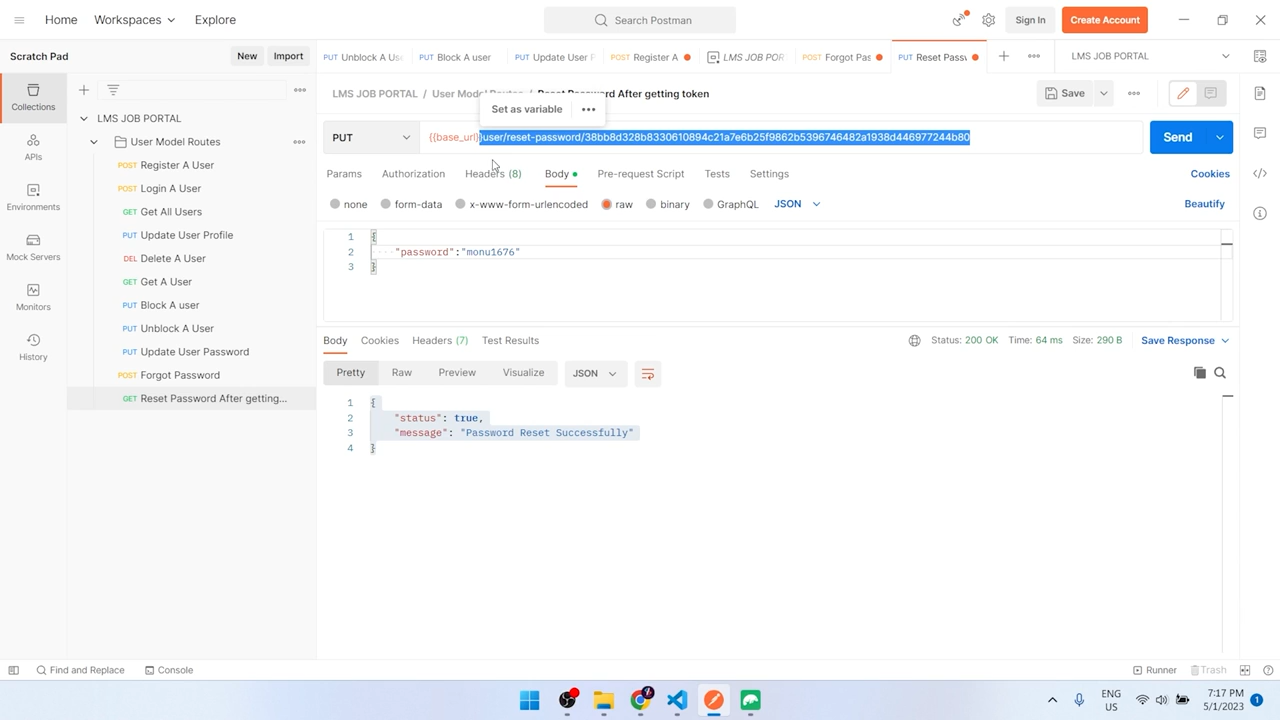 Home Workspaces Explore
Search Postman
Sign In Create Account
Scratch Pad New Import
PUT Unblock A Us PUT Block A user PUT Update User P POST Register A LMS JOB POR POST Forgot Pas PUT Reset Passw LMS JOB PORTAL
Collections
APIs
Environments
Mock Servers
Monitors
History
LMS JOB PORTAL
User Model Routes
POST Register A User
POST Login A User
GET Get All Users
PUT Update User Profile
DEL Delete A User
GET Get A User
PUT Block A user
PUT Unblock A User
PUT Update User Password
POST Forgot Password
GET Reset Password After getting...
LMS JOB PORTAL / User Model Routes / Reset Password After getting token
Save
Set as variable
PUT {{base_url}}/user/reset-password/38bb8d328b8330610894c21a7e6b25f9862b5396746482a1938d446977244b80 Send
Params Authorization Headers (8) Body Pre-request Script Tests Settings Cookies
none form-data x-www-form-urlencoded raw binary GraphQL JSON Beautify
1 {
2 "password":"monu1676"
3 }
Body Cookies Headers (7) Test Results Status: 200 OK Time: 64 ms Size: 290 B Save Response
Pretty Raw Preview Visualize JSON
1 {
2 "status": true,
3 "message": "Password Reset Successfully"
4 }
Find and Replace Console Runner Trash
ENG
US
7:17 PM
5/1/2023
1